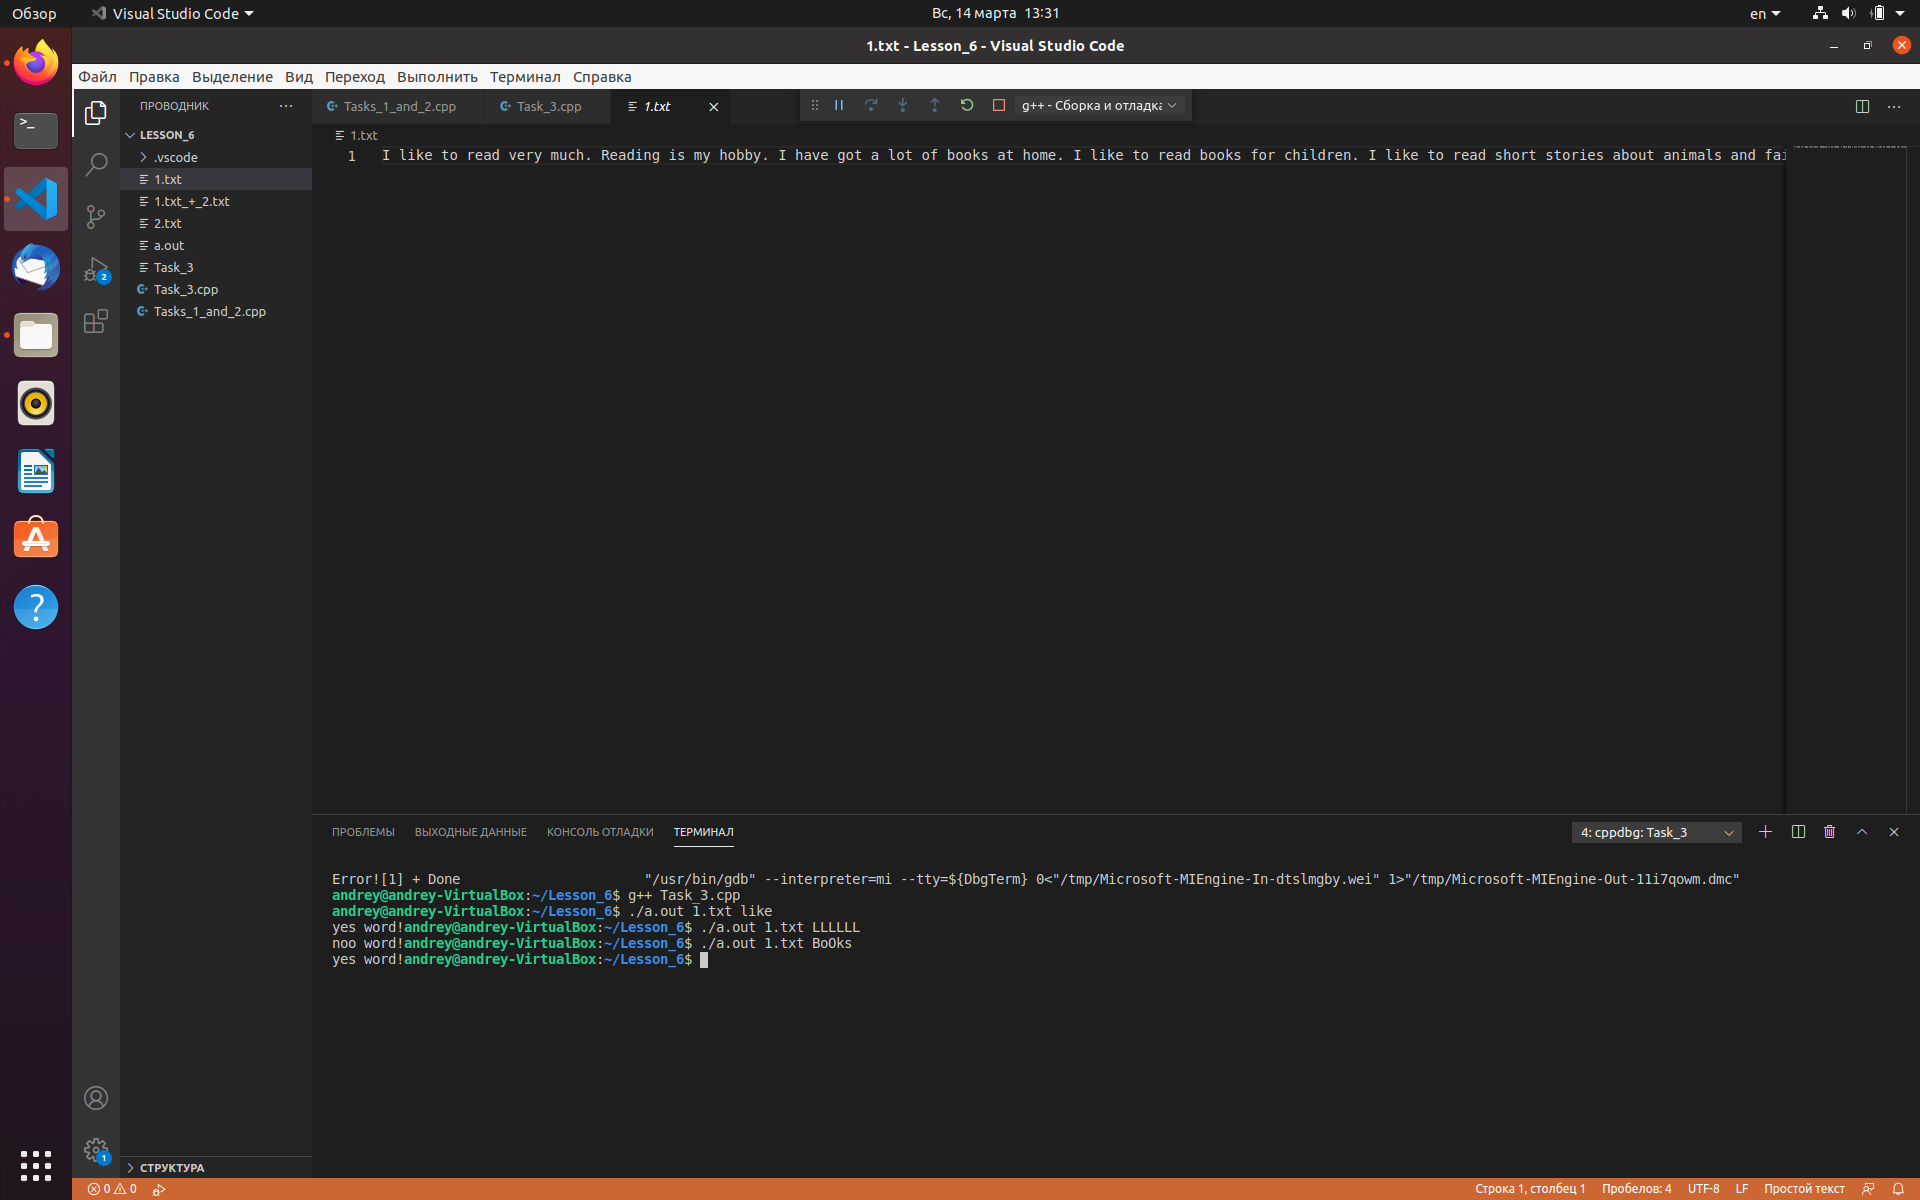 Обзор Visual Studio Code Вс, 14 марта 13:31 en
1.txt - Lesson_6 - Visual Studio Code
Файл Правка Выделение Вид Переход Выполнить Терминал Справка
ПРОВОДНИК
LESSON_6
.vscode
1.txt
1.txt_+_2.txt
2.txt
a.out
Task_3
Task_3.cpp
Tasks_1_and_2.cpp
СТРУКТУРА
2
1
Tasks_1_and_2.cpp Task_3.cpp 1.txt g++ - Сборка и отладка
1.txt
1 I like to read very much. Reading is my hobby. I have got a lot of books at home. I like to read books for children. I like to read short stories about animals and fai
ПРОБЛЕМЫ ВЫХОДНЫЕ ДАННЫЕ КОНСОЛЬ ОТЛАДКИ ТЕРМИНАЛ 4: cppdbg: Task_3
Error![1] + Done "/usr/bin/gdb" --interpreter=mi --tty=${DbgTerm} 0<"/tmp/Microsoft-MIEngine-In-dtslmgby.wei" 1>"/tmp/Microsoft-MIEngine-Out-11i7qowm.dmc"
andrey@andrey-VirtualBox:~/Lesson_6$ g++ Task_3.cpp
andrey@andrey-VirtualBox:~/Lesson_6$ ./a.out 1.txt like
yes word!andrey@andrey-VirtualBox:~/Lesson_6$ ./a.out 1.txt LLLLLL
noo word!andrey@andrey-VirtualBox:~/Lesson_6$ ./a.out 1.txt BoOks
yes word!andrey@andrey-VirtualBox:~/Lesson_6$
0 0 Строка 1, столбец 1 Пробелов: 4 UTF-8 LF Простой текст